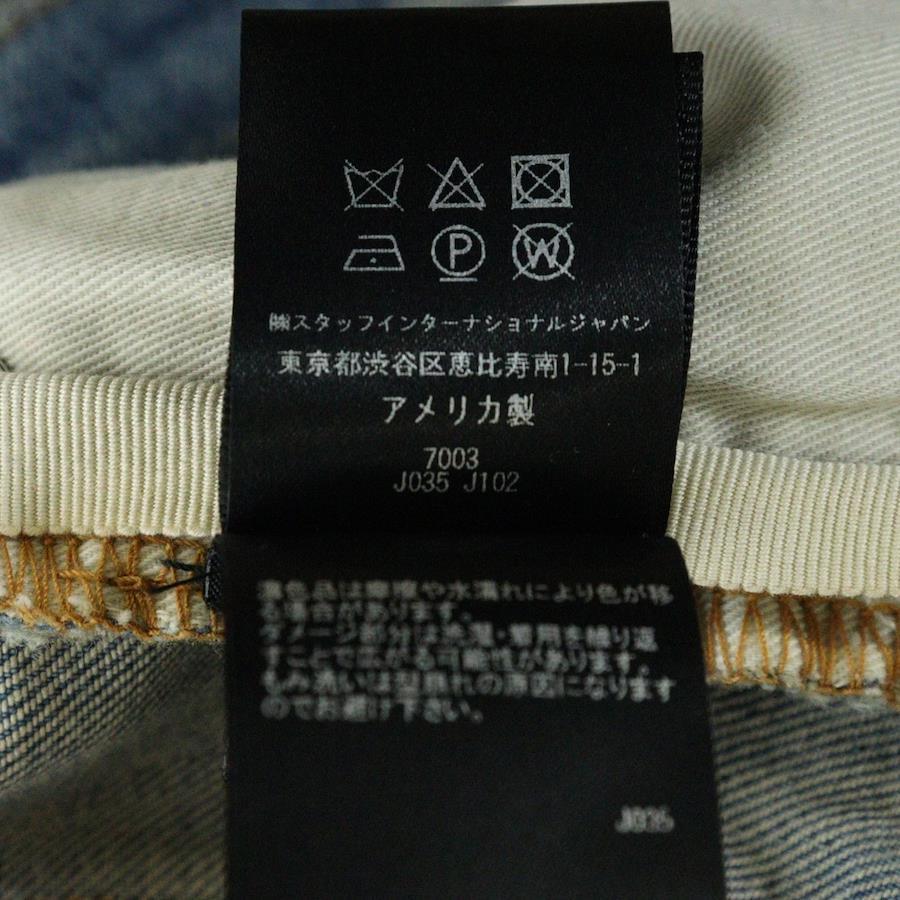 P W
㈱スタッフインターナショナルジャパン
東京都渋谷区恵比寿南1-15-1
アメリカ製
7003
J035 J102
濃色品は摩擦や水濡れにより色が移
る場合があります。
ダメージ部分は洗濯・着用を繰り返
すことで広がる可能性があります。
もみ洗いは型崩れの原因になります
のでお避け下さい。
J035